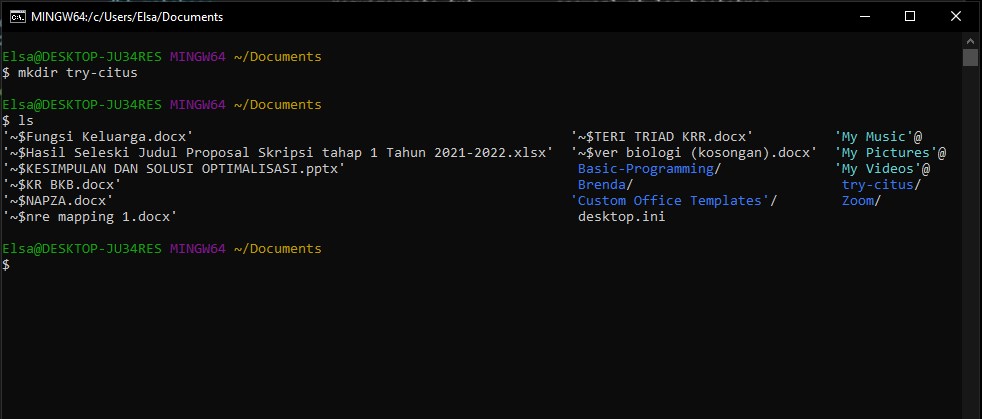 MINGW64:/c/Users/Elsa/Documents
Elsa@DESKTOP-JU34RES MINGW64 ~/Documents
$ mkdir try-citus
Elsa@DESKTOP-JU34RES MINGW64 ~/Documents
$ ls
'~$Fungsi Keluarga.docx' '~$TERI TRIAD KRR.docx' 'My Music'@
'~$Hasil Seleski Judul Proposal Skripsi tahap 1 Tahun 2021-2022.xlsx' '~$ver biologi (kosongan).docx' 'My Pictures'@
'~$KESIMPULAN DAN SOLUSI OPTIMALISASI.pptx' Basic-Programming/ 'My Videos'@
'~$KR BKB.docx' Brenda/ try-citus/
'~$NAPZA.docx' 'Custom Office Templates'/ Zoom/
'~$nre mapping 1.docx' desktop.ini
Elsa@DESKTOP-JU34RES MINGW64 ~/Documents
$